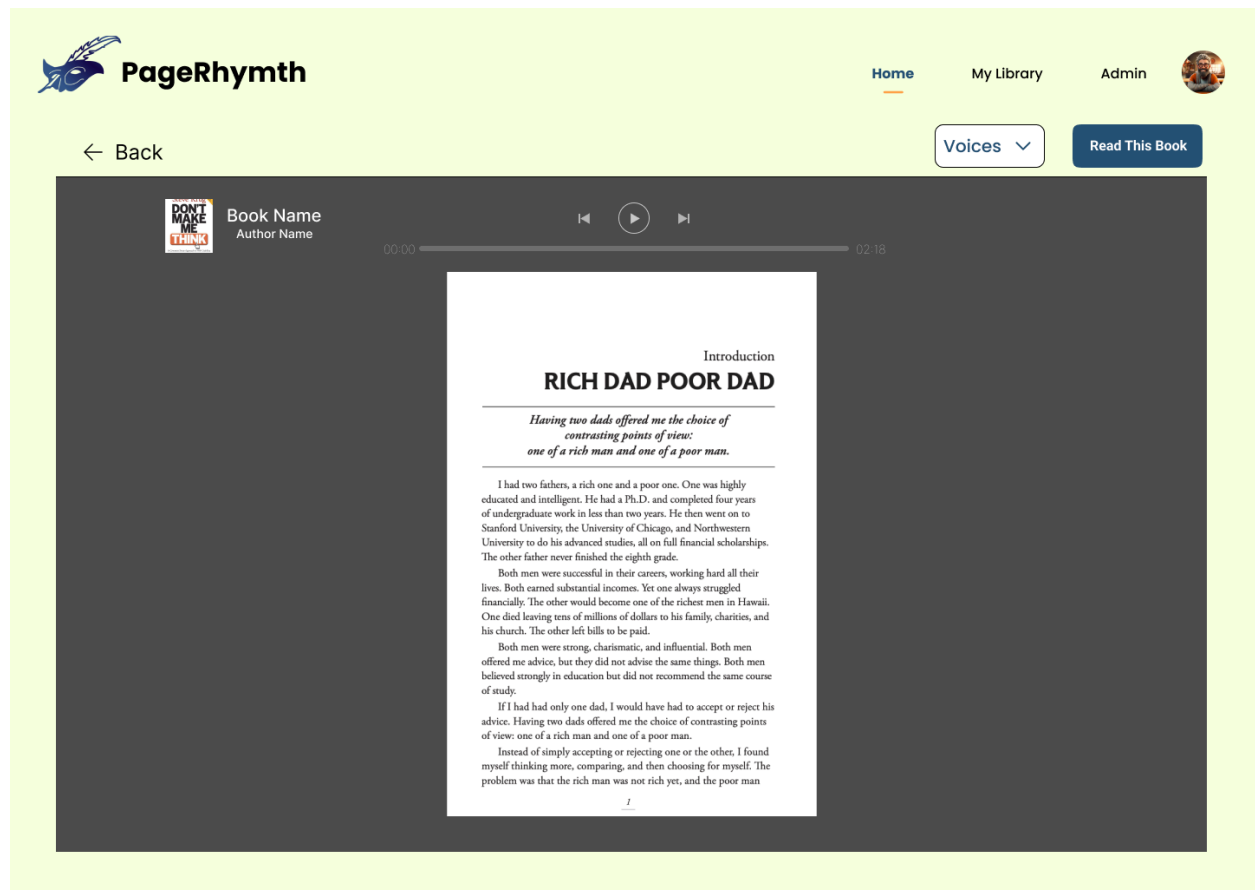 PageRhymth
Home
My Library
Admin
Back
Voices
Read This Book
DON'T
MAKE
ME
THINK
Book Name
Author Name
00:00
02:18
Introduction
RICH DAD POOR DAD
Having two dads offered me the choice of
contrasting points of view:
one of a rich man and one of a poor man.
I had two fathers, a rich one and a poor one. One was highly
educated and intelligent. He had a Ph.D. and completed four years
of undergraduate work in less than two years. He then went on to
Stanford University, the University of Chicago, and Northwestern
University to do his advanced studies, all on full financial scholarships.
The other father never finished the eighth grade.
Both men were successful in their careers, working hard all their
lives. Both earned substantial incomes. Yet one always struggled
financially. The other would become one of the richest men in Hawaii.
One died leaving tens of millions of dollars to his family, charities, and
his church. The other left bills to be paid.
Both men were strong, charismatic, and influential. Both men
offered me advice, but they did not advise the same things. Both men
believed strongly in education but did not recommend the same course
of study.
If I had had only one dad, I would have had to accept or reject his
advice. Having two dads offered me the choice of contrasting points
of view: one of a rich man and one of a poor man.
Instead of simply accepting or rejecting one or the other, I found
myself thinking more, comparing, and then choosing for myself. The
problem was that the rich man was not rich yet, and the poor man
1